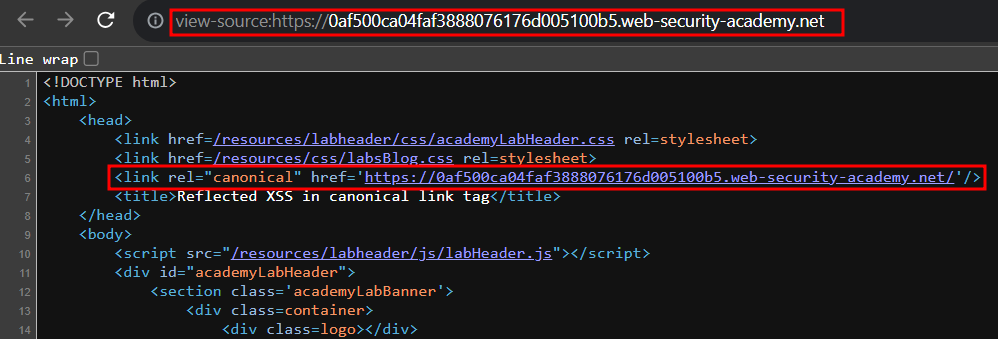 view-source:https://0af500ca04faf3888076176d005100b5.web-security-academy.net
Line wrap
1 <!DOCTYPE html>
2 <html>
3 <head>
4 <link href=/resources/labheader/css/academyLabHeader.css rel=stylesheet>
5 <link href=/resources/css/labsBlog.css rel=stylesheet>
6 <link rel="canonical" href='https://0af500ca04faf3888076176d005100b5.web-security-academy.net/'/>
7 <title>Reflected XSS in canonical link tag</title>
8 </head>
9 <body>
10 <script src="/resources/labheader/js/labHeader.js"></script>
11 <div id="academyLabHeader">
12 <section class='academyLabBanner'>
13 <div class=container>
14 <div class=logo></div>